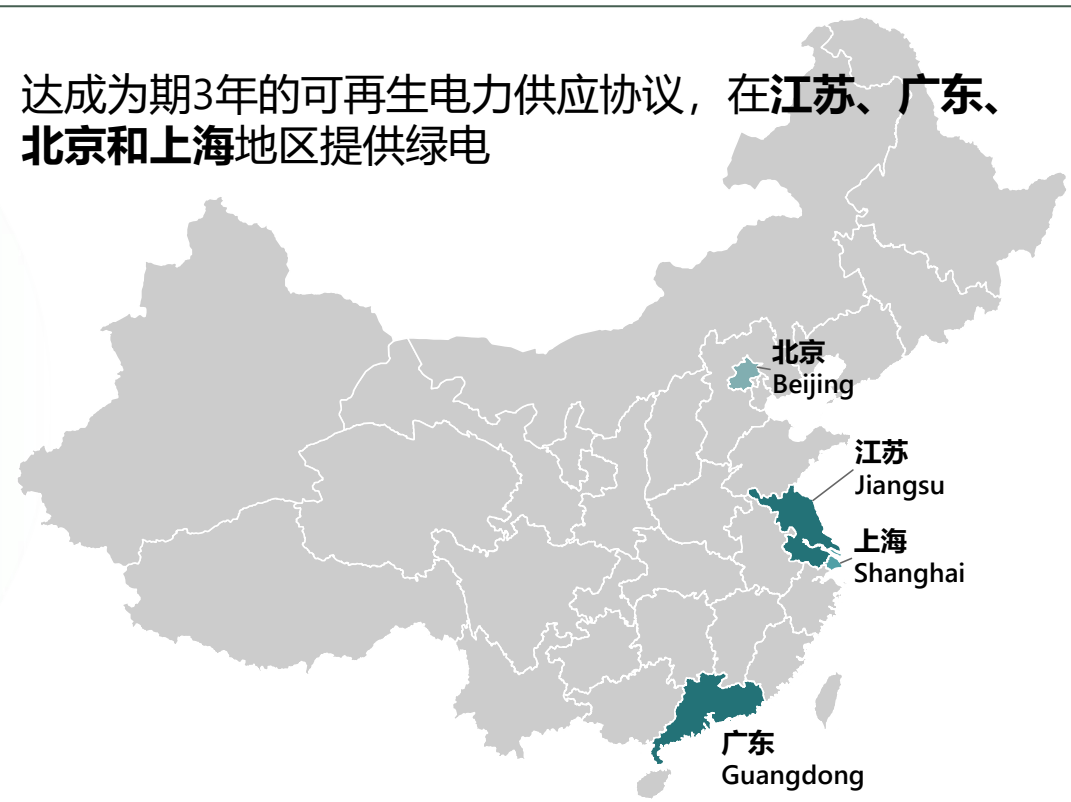 达成为期3年的可再生电力供应协议，在江苏、广东、
北京和上海地区提供绿电
北京
Beijing
江苏
Jiangsu
上海
Shanghai
广东
Guangdong